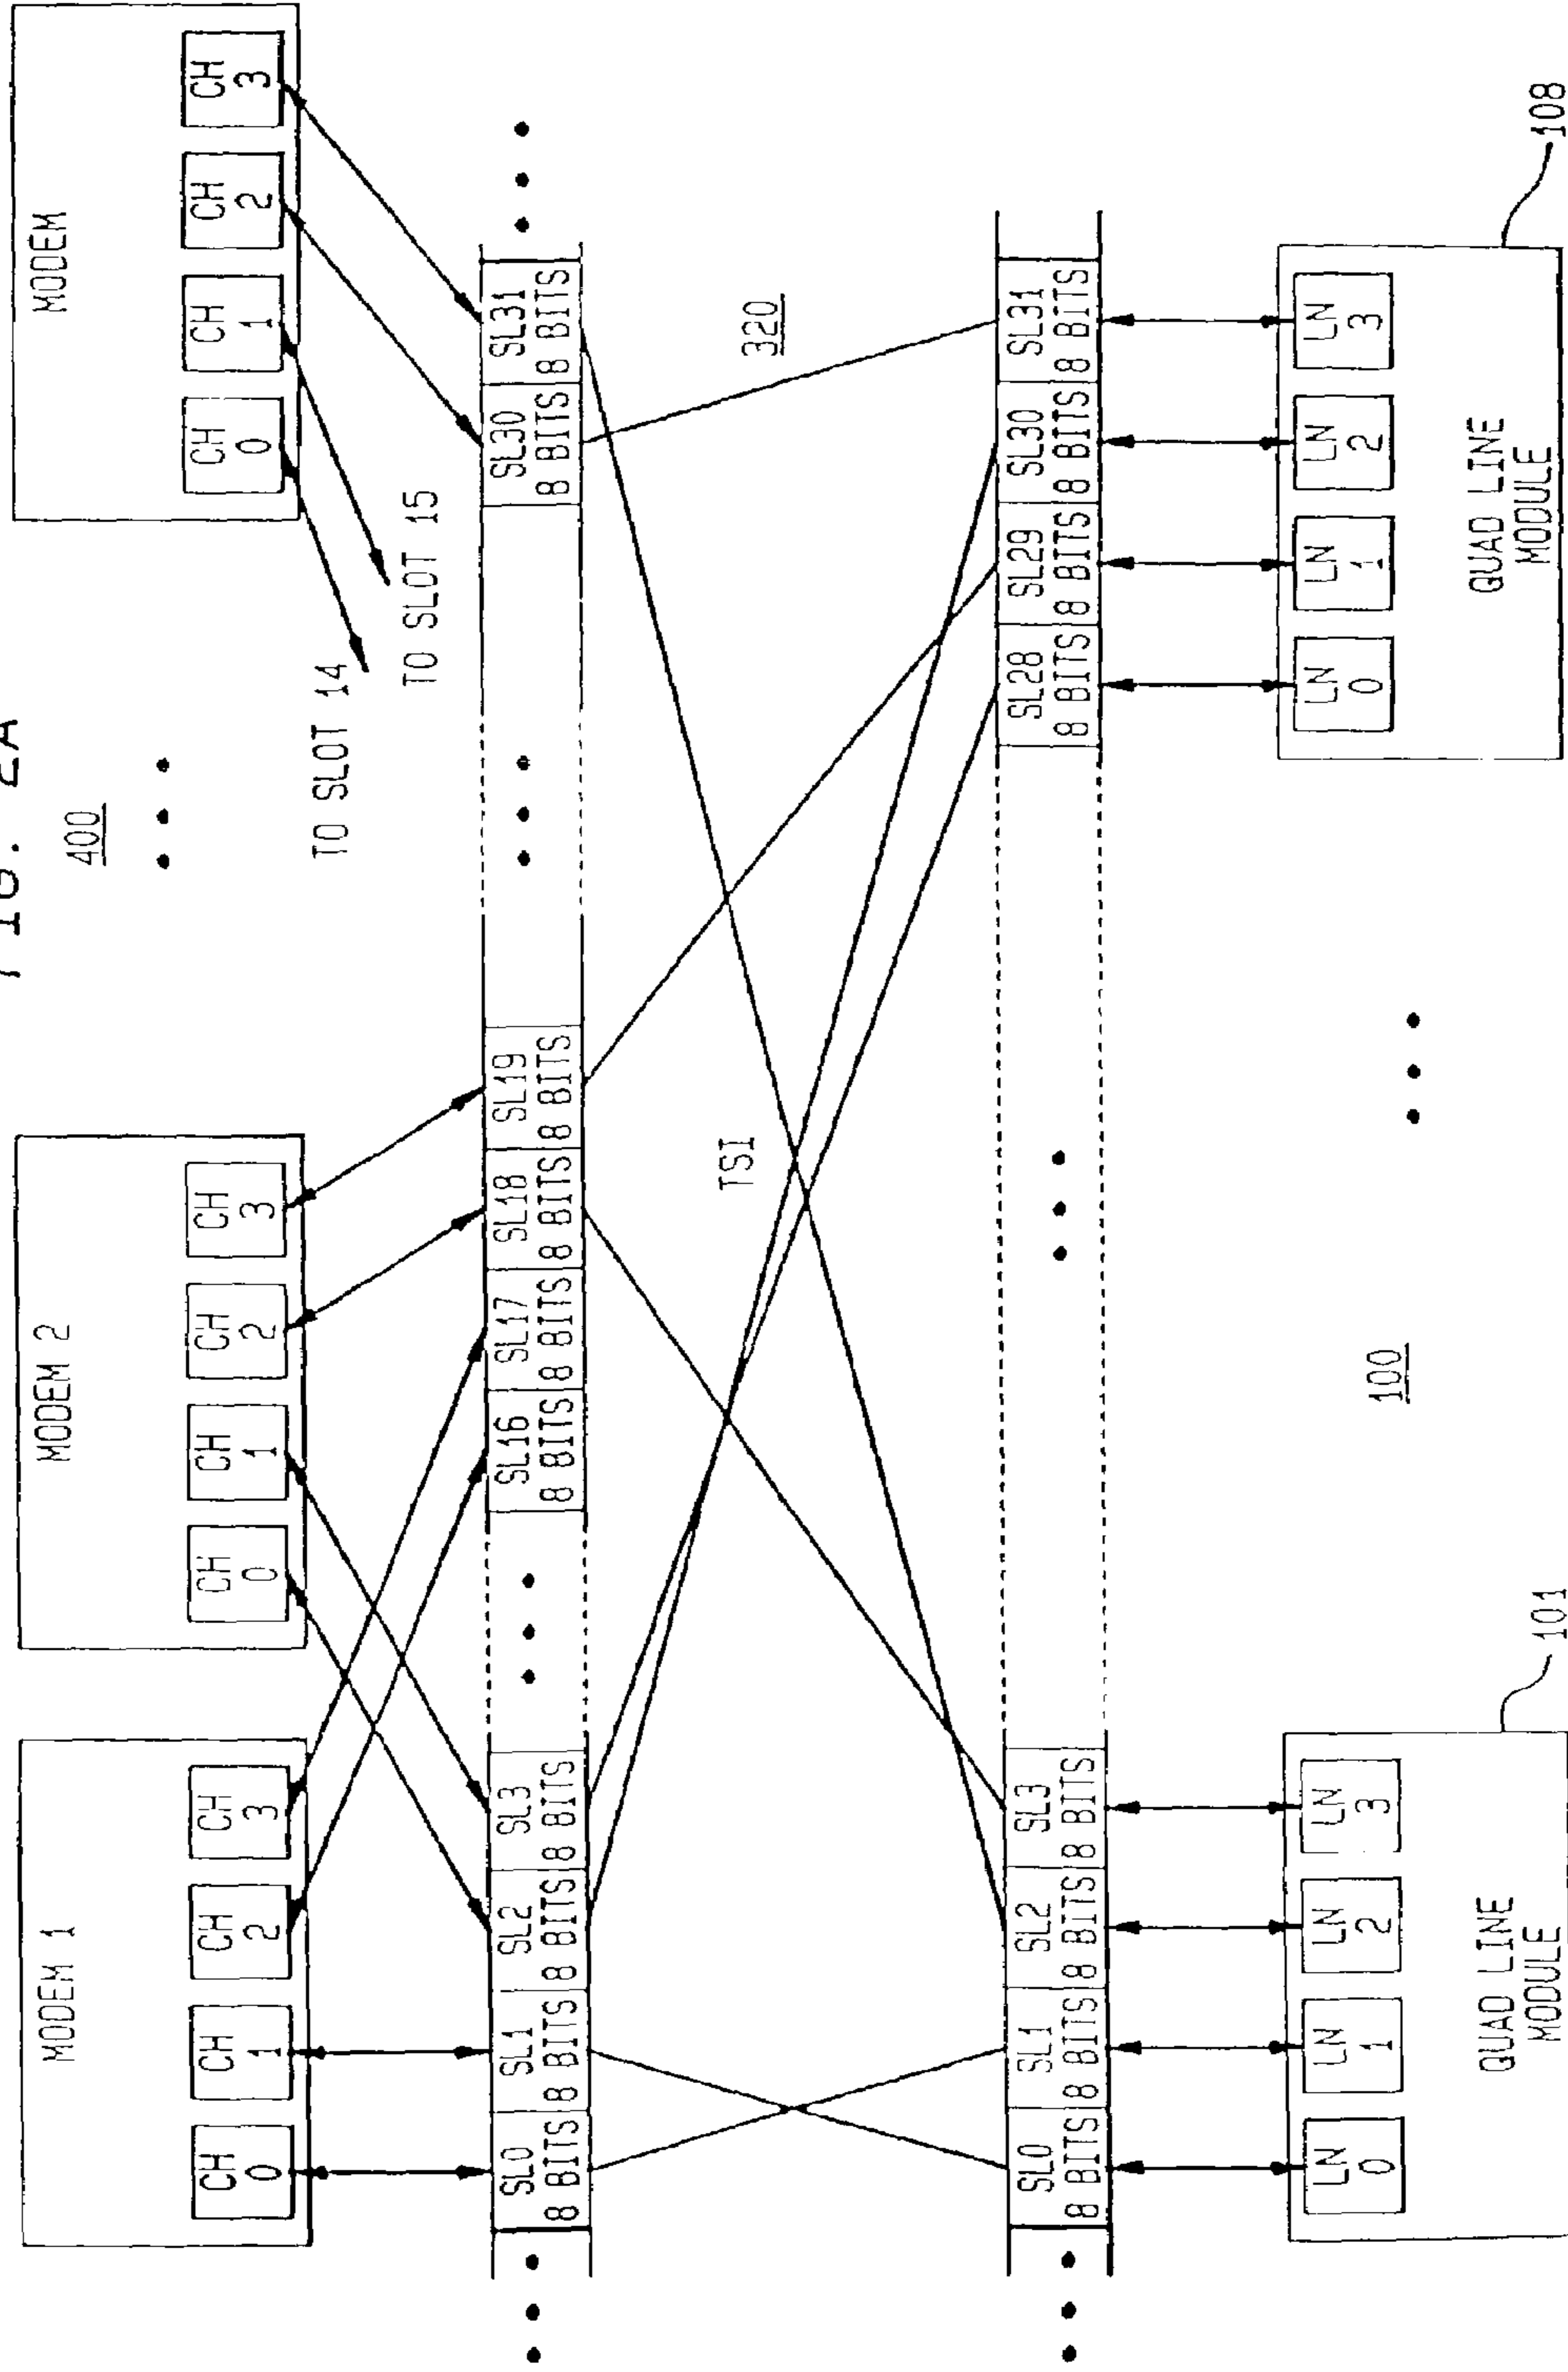 FIG. 2A
400
MODEM 1
CH 0
CH 1
CH 2
CH 3
MODEM 2
CH 0
CH 1
CH 2
CH 3
MODEM
CH 0
CH 1
CH 2
CH 3
TO SLOT 14
TO SLOT 15
SL0
8 BITS
SL1
8 BITS
SL2
8 BITS
SL3
8 BITS
SL16
8 BITS
SL17
8 BITS
SL18
8 BITS
SL19
8 BITS
SL30
8 BITS
SL31
8 BITS
TSI
320
SL0
8 BITS
SL1
8 BITS
SL2
8 BITS
SL3
8 BITS
SL28
8 BITS
SL29
8 BITS
SL30
8 BITS
SL31
8 BITS
100
LN 0
LN 1
LN 2
LN 3
QUAD LINE
MODULE
101
LN 0
LN 1
LN 2
LN 3
QUAD LINE
MODULE
108